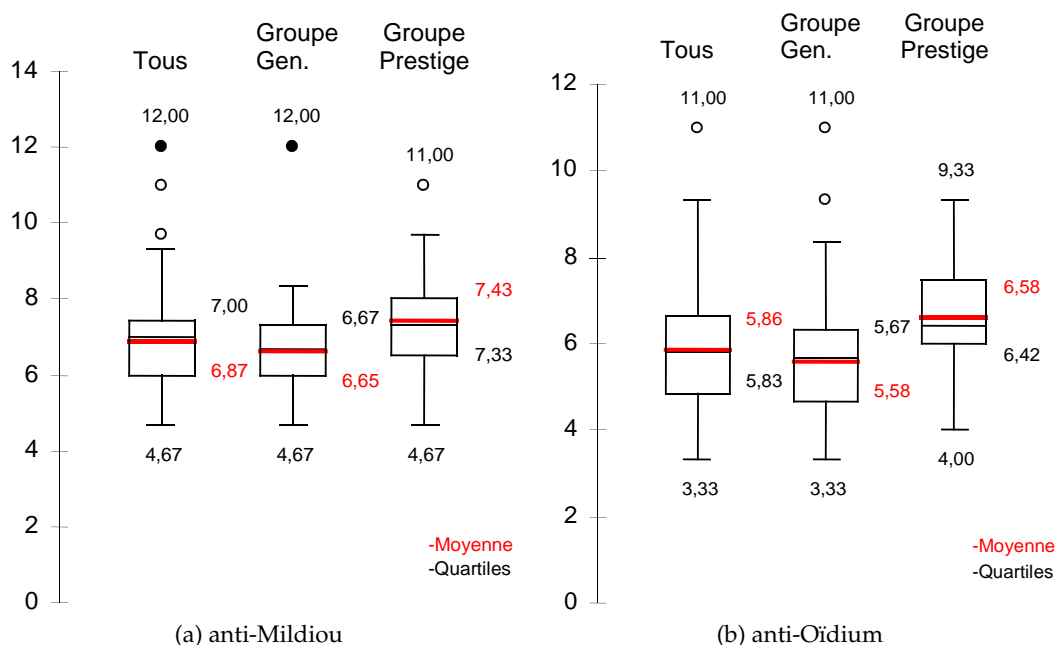 Tous
Groupe
Gen.
Groupe
Prestige
14
12
10
8
6
4
2
0
12,00
12,00
11,00
7,00
6,87
6,67
6,65
7,43
7,33
4,67
4,67
4,67
-Moyenne
-Quartiles
(a) anti-Mildiou
Tous
Groupe
Gen.
Groupe
Prestige
12
10
8
6
4
2
0
11,00
11,00
9,33
5,86
5,83
5,67
5,58
6,58
6,42
3,33
3,33
4,00
-Moyenne
-Quartiles
(b) anti-Oïdium